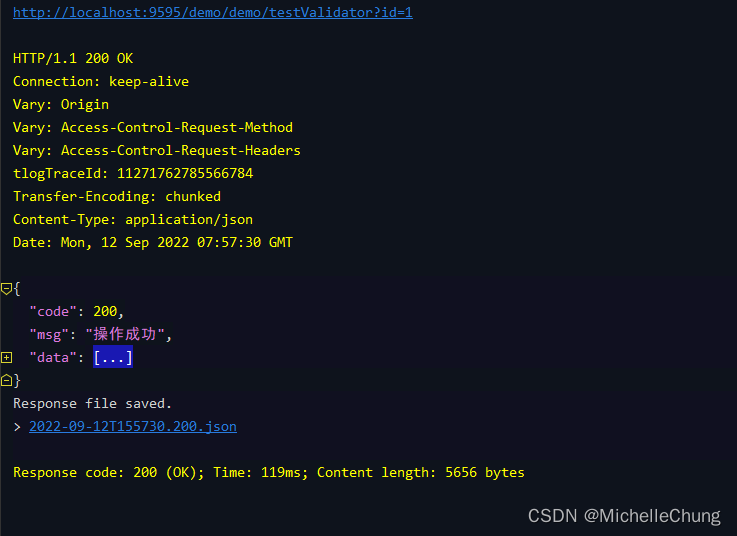 http://localhost:9595/demo/demo/testValidator?id=1
HTTP/1.1 200 OK
Connection: keep-alive
Vary: Origin
Vary: Access-Control-Request-Method
Vary: Access-Control-Request-Headers
tlogTraceId: 11271762785566784
Transfer-Encoding: chunked
Content-Type: application/json
Date: Mon, 12 Sep 2022 07:57:30 GMT
{
"code": 200,
"msg": "操作成功",
"data": [...]
}
Response file saved.
> 2022-09-12T155730.200.json
Response code: 200 (OK); Time: 119ms; Content length: 5656 bytes
CSDN @MichelleChung